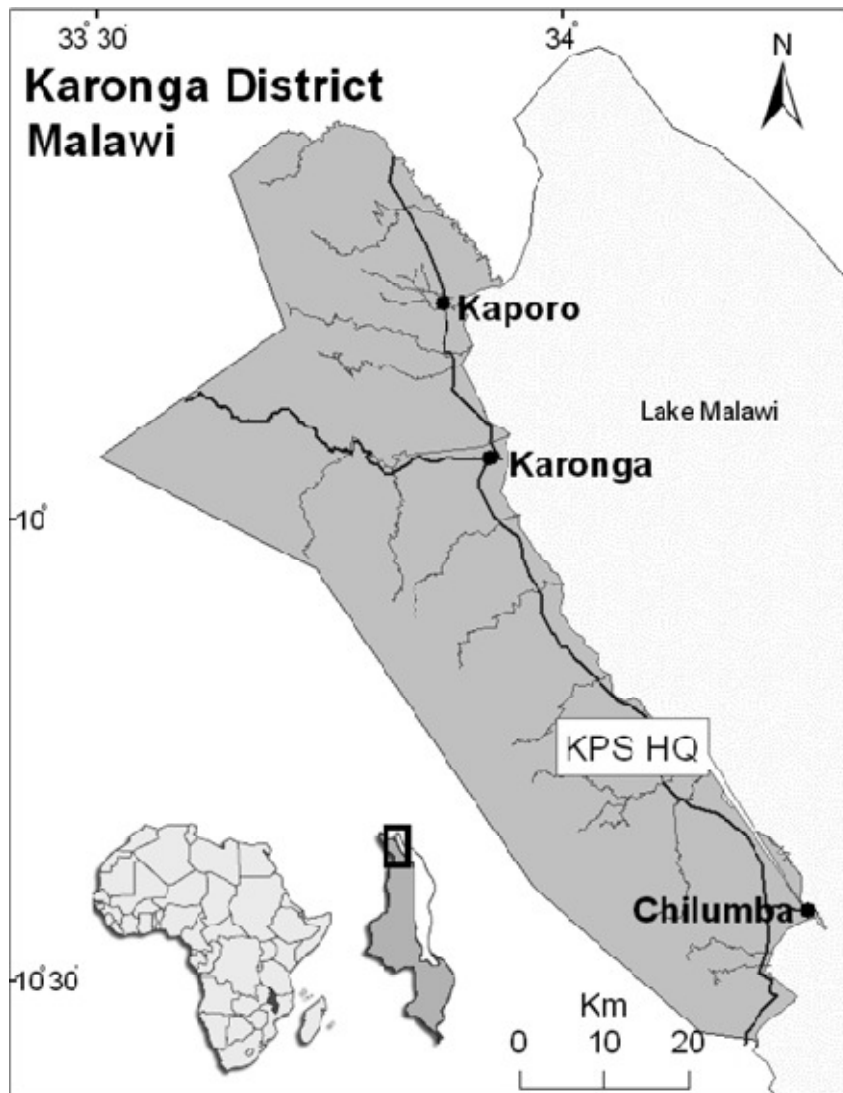 33 30
34
N
Karonga District
Malawi
Kaporo
Lake Malawi
Karonga
10°
KPS HQ
Chilumba
10°30'
Km
0 10 20